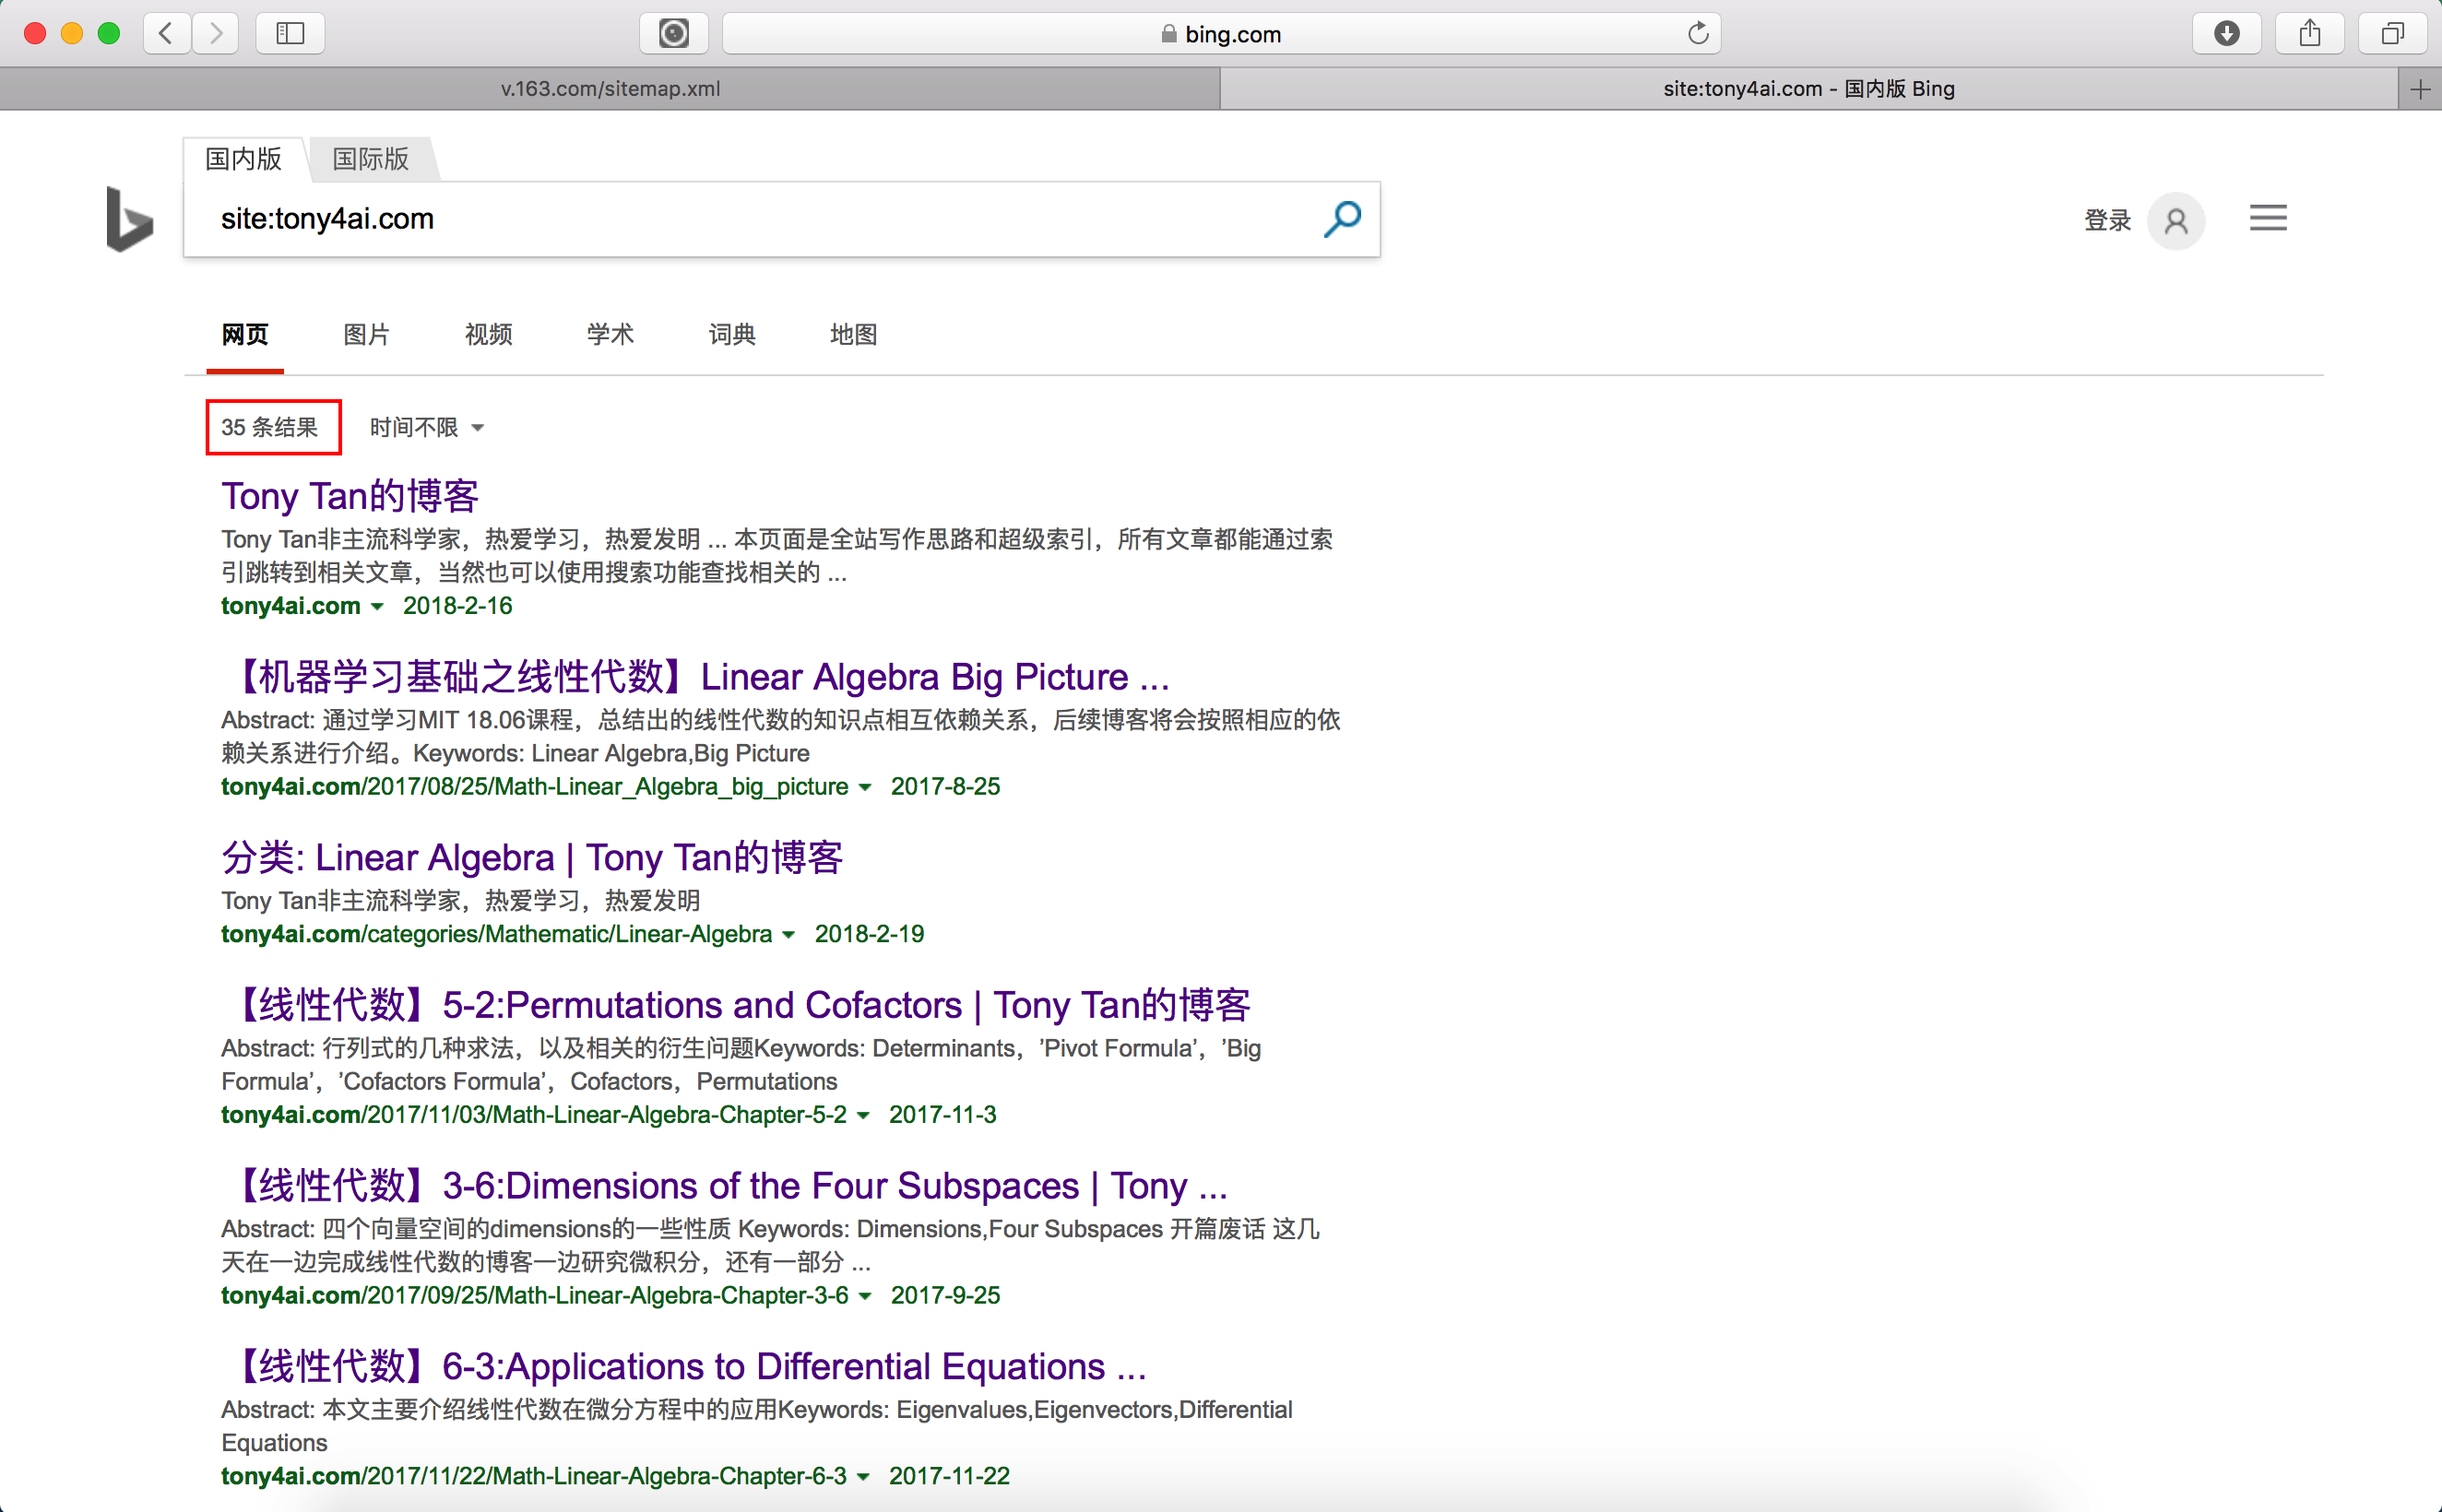 bing.com
v.163.com/sitemap.xml
site:tony4ai.com - 国内版 Bing
国内版 国际版
site:tony4ai.com
登录
网页 图片 视频 学术 词典 地图
35 条结果 时间不限
Tony Tan的博客
Tony Tan非主流科学家，热爱学习，热爱发明 ... 本页面是全站写作思路和超级索引，所有文章都能通过索
引跳转到相关文章，当然也可以使用搜索功能查找相关的 ...
tony4ai.com 2018-2-16
【机器学习基础之线性代数】Linear Algebra Big Picture ...
Abstract: 通过学习MIT 18.06课程，总结出的线性代数的知识点相互依赖关系，后续博客将会按照相应的依
赖关系进行介绍。Keywords: Linear Algebra,Big Picture
tony4ai.com/2017/08/25/Math-Linear_Algebra_big_picture 2017-8-25
分类: Linear Algebra | Tony Tan的博客
Tony Tan非主流科学家，热爱学习，热爱发明
tony4ai.com/categories/Mathematic/Linear-Algebra 2018-2-19
【线性代数】5-2:Permutations and Cofactors | Tony Tan的博客
Abstract: 行列式的几种求法，以及相关的衍生问题Keywords: Determinants，’Pivot Formula’，’Big
Formula’，’Cofactors Formula’，Cofactors，Permutations
tony4ai.com/2017/11/03/Math-Linear-Algebra-Chapter-5-2 2017-11-3
【线性代数】3-6:Dimensions of the Four Subspaces | Tony ...
Abstract: 四个向量空间的dimensions的一些性质 Keywords: Dimensions,Four Subspaces 开篇废话 这几
天在一边完成线性代数的博客一边研究微积分，还有一部分 ...
tony4ai.com/2017/09/25/Math-Linear-Algebra-Chapter-3-6 2017-9-25
【线性代数】6-3:Applications to Differential Equations ...
Abstract: 本文主要介绍线性代数在微分方程中的应用Keywords: Eigenvalues,Eigenvectors,Differential
Equations
tony4ai.com/2017/11/22/Math-Linear-Algebra-Chapter-6-3 2017-11-22